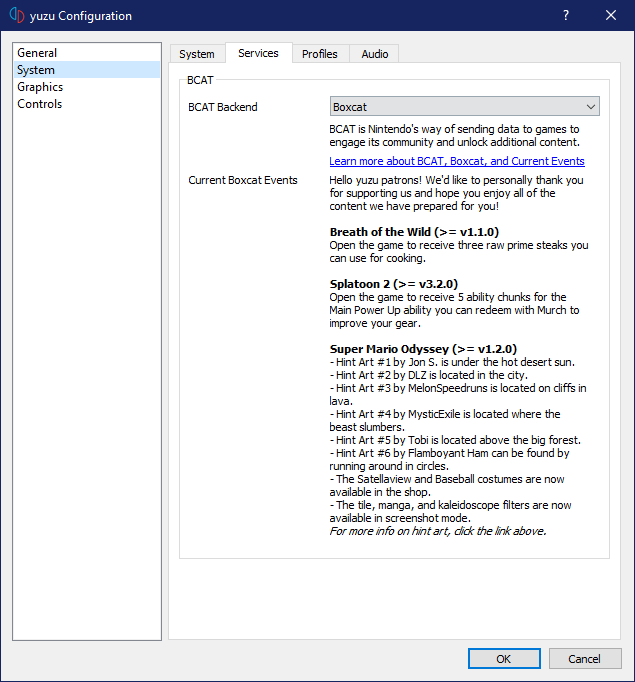 yuzu Configuration
General
System
Graphics
Controls
System Services Profiles Audio
BCAT
BCAT Backend Boxcat
BCAT is Nintendo's way of sending data to games to
engage its community and unlock additional content.
Learn more about BCAT, Boxcat, and Current Events
Current Boxcat Events
Hello yuzu patrons! We'd like to personally thank you
for supporting us and hope you enjoy all of the
content we have prepared for you!
Breath of the Wild (>= v1.1.0)
Open the game to receive three raw prime steaks you
can use for cooking.
Splatoon 2 (>= v3.2.0)
Open the game to receive 5 ability chunks for the
Main Power Up ability you can redeem with Murch to
improve your gear.
Super Mario Odyssey (>= v1.2.0)
- Hint Art #1 by Jon S. is under the hot desert sun.
- Hint Art #2 by DLZ is located in the city.
- Hint Art #3 by MelonSpeedruns is located on cliffs in
lava.
- Hint Art #4 by MysticExile is located where the
beast slumbers.
- Hint Art #5 by Tobi is located above the big forest.
- Hint Art #6 by Flamboyant Ham can be found by
running around in circles.
- The Satellaview and Baseball costumes are now
available in the shop.
- The tile, manga, and kaleidoscope filters are now
available in screenshot mode.
For more info on hint art, click the link above.
OK Cancel